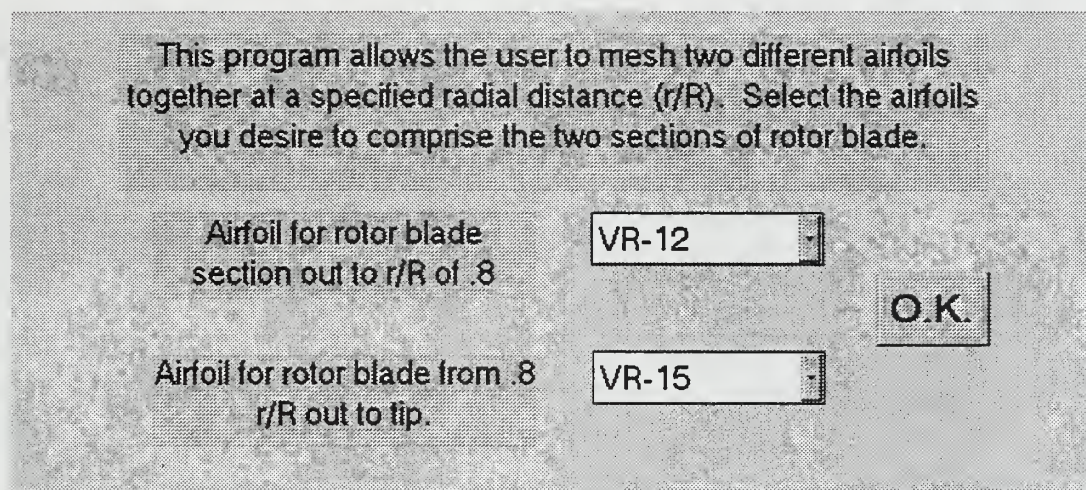 This program allows the user to mesh two different airfoils
together at a specified radial distance (r/R). Select the airfoils
you desire to comprise the two sections of rotor blade.
Airfoil for rotor blade
section out to r/R of .8
VR-12
O.K.
Airfoil for rotor blade from .8
r/R out to tip.
VR-15